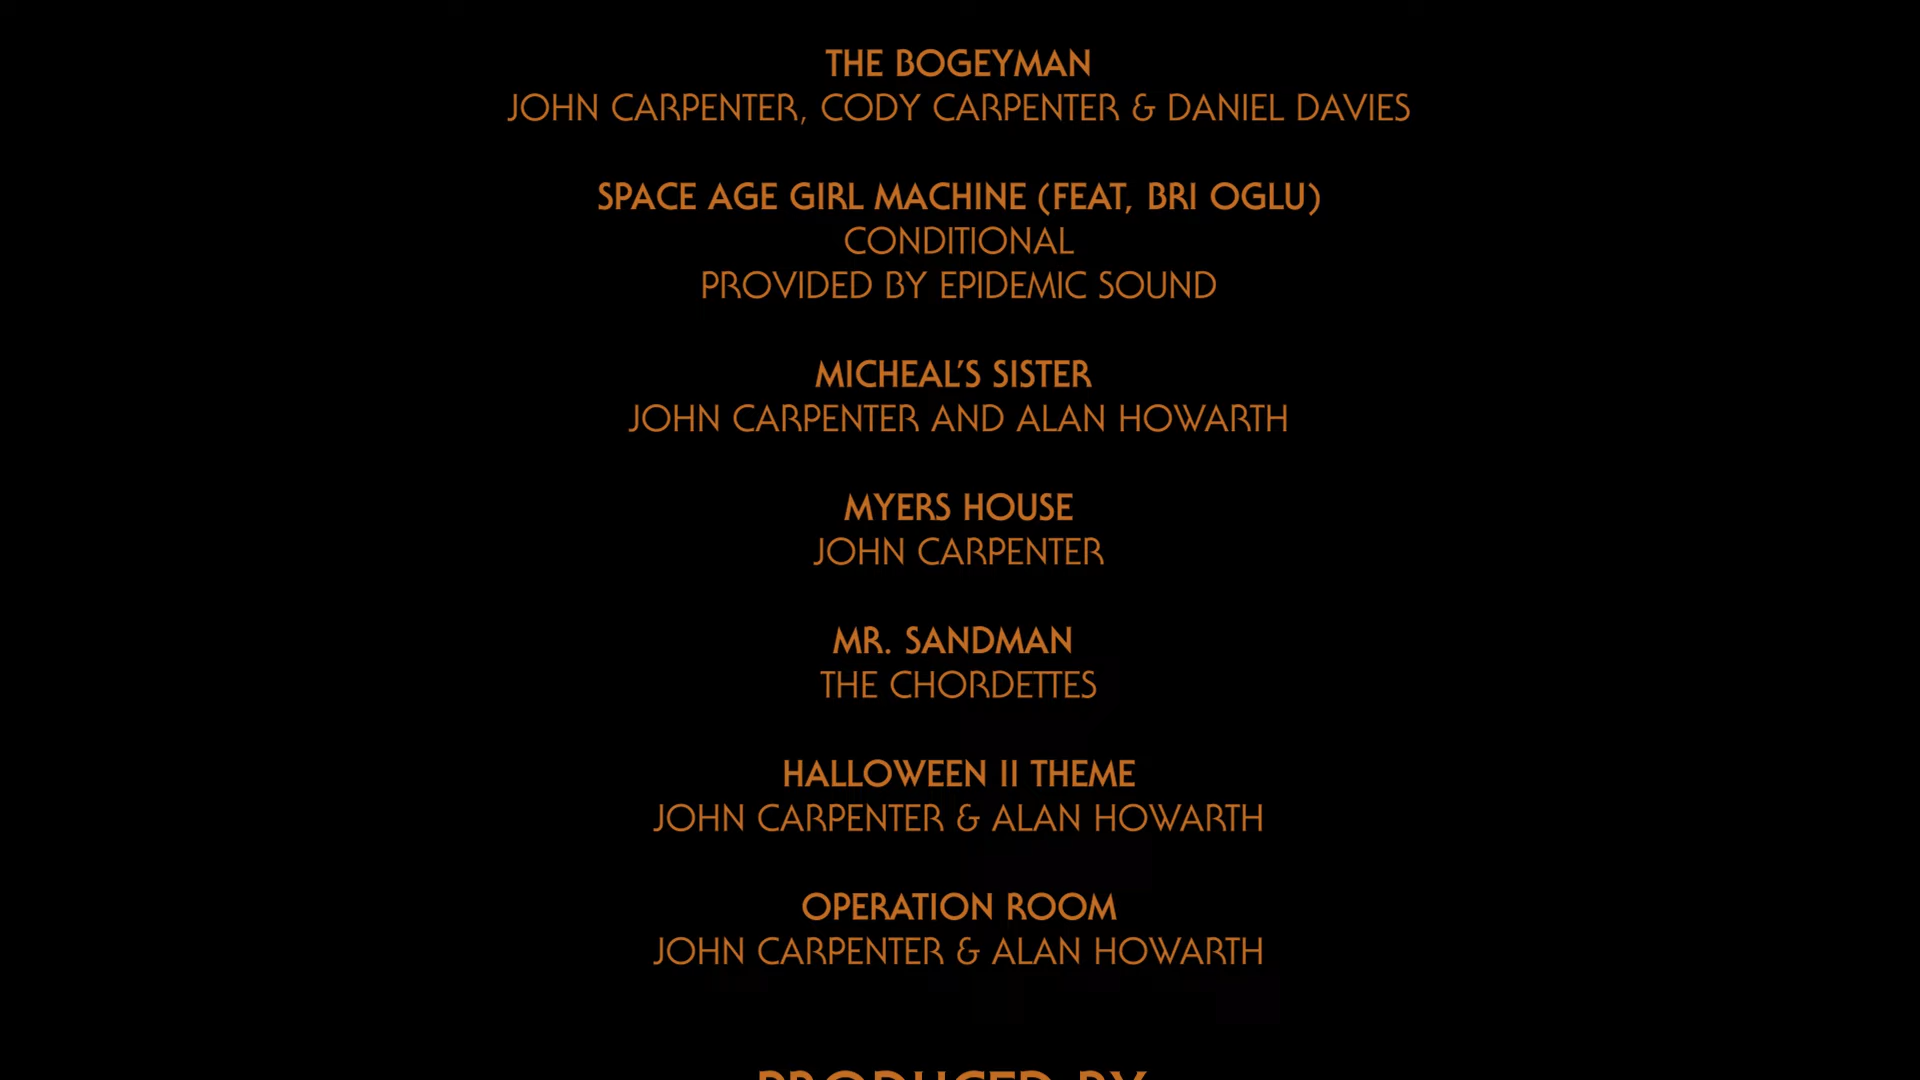 THE BOGEYMAN
JOHN CARPENTER, CODY CARPENTER & DANIEL DAVIES
SPACE AGE GIRL MACHINE (FEAT, BRI OGLU)
CONDITIONAL
PROVIDED BY EPIDEMIC SOUND
MICHEAL'S SISTER
JOHN CARPENTER AND ALAN HOWARTH
MYERS HOUSE
JOHN CARPENTER
MR. SANDMAN
THE CHORDETTES
HALLOWEEN II THEME
JOHN CARPENTER & ALAN HOWARTH
OPERATION ROOM
JOHN CARPENTER & ALAN HOWARTH
PRODUCED BY